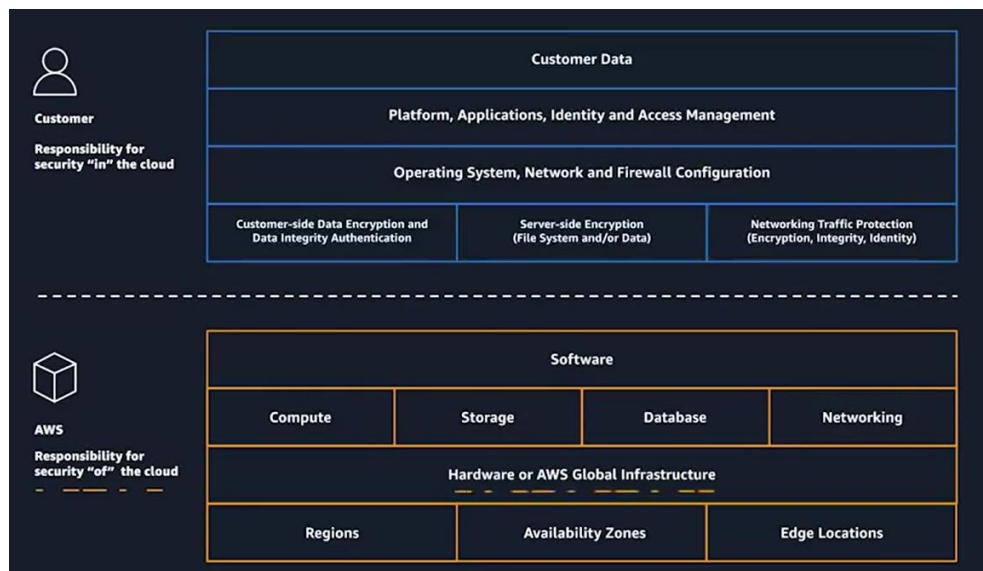 Customer
Responsibility for
security “in” the cloud
Customer Data
Platform, Applications, Identity and Access Management
Operating System, Network and Firewall Configuration
Customer-side Data Encryption and
Data Integrity Authentication
Server-side Encryption
(File System and/or Data)
Networking Traffic Protection
(Encryption, Integrity, Identity)
AWS
Responsibility for
security “of” the cloud
Software
Compute
Storage
Database
Networking
Hardware or AWS Global Infrastructure
Regions
Availability Zones
Edge Locations